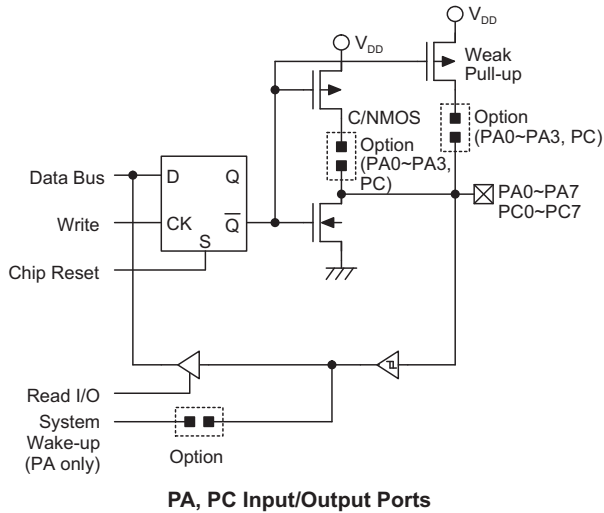 V_DD
V_DD
Weak
Pull-up
C/NMOS
Option
(PA0~PA3, PC)
Option
(PA0~PA3,
PC)
Data Bus
D
Q
PA0~PA7
PC0~PC7
Write
CK
Q̅
S
Chip Reset
Read I/O
System
Wake-up
(PA only)
Option
PA, PC Input/Output Ports